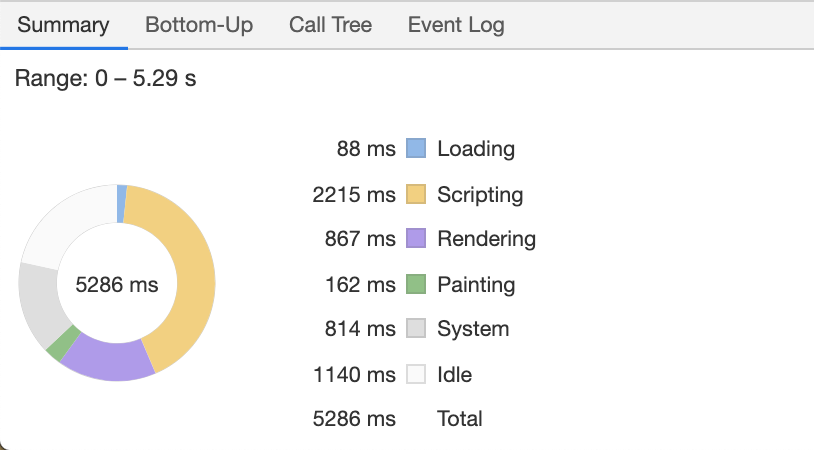 Summary Bottom-Up Call Tree Event Log
Range: 0 – 5.29 s
88 ms Loading
2215 ms Scripting
867 ms Rendering
5286 ms
162 ms Painting
814 ms System
1140 ms Idle
5286 ms Total